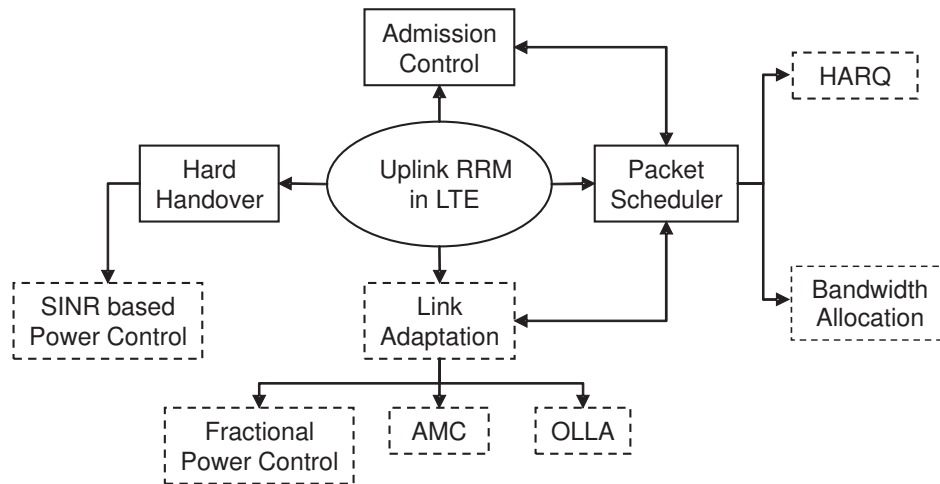 Admission
Control
HARQ
Hard
Handover
Uplink RRM
in LTE
Packet
Scheduler
SINR based
Power Control
Link
Adaptation
Bandwidth
Allocation
Fractional
Power Control
AMC
OLLA